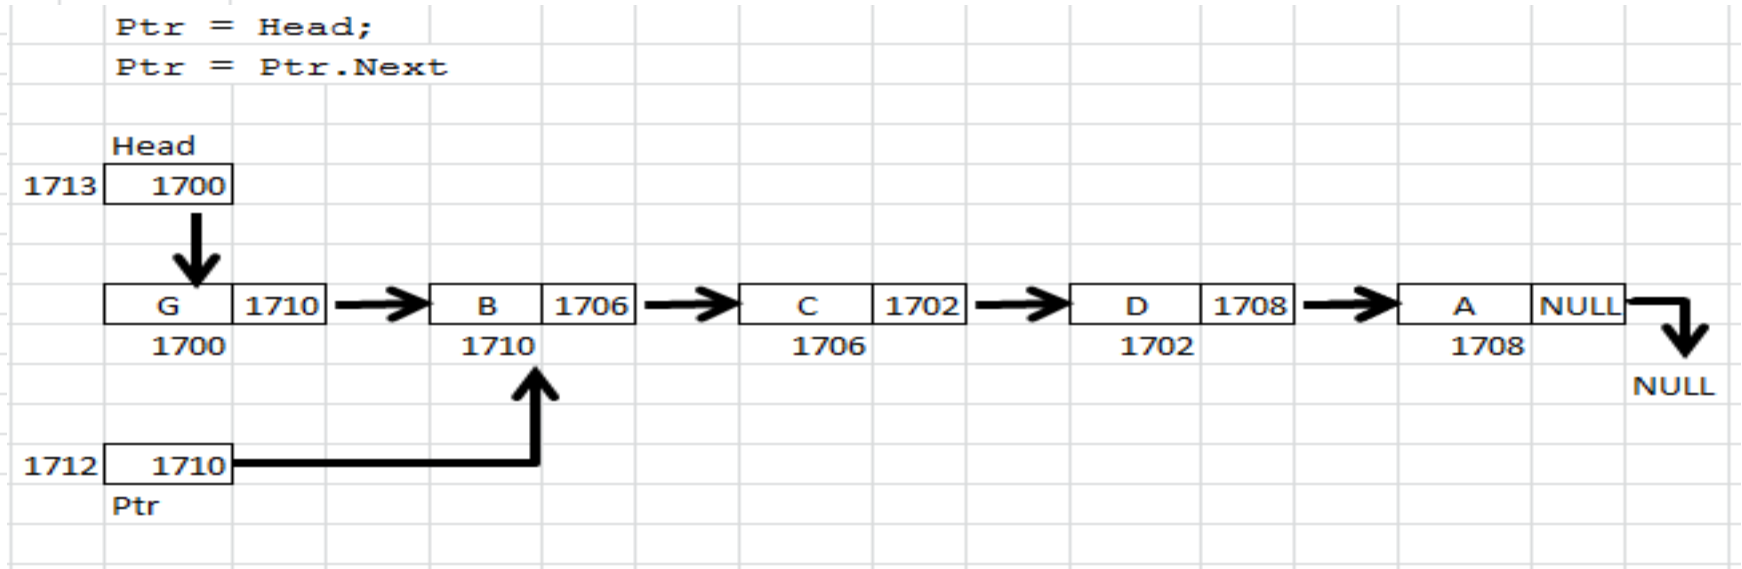 Ptr = Head;
Ptr = Ptr.Next
Head
1713 1700
G 1710 B 1706 C 1702 D 1708 A NULL
1700 1710 1706 1702 1708
NULL
1712 1710
Ptr